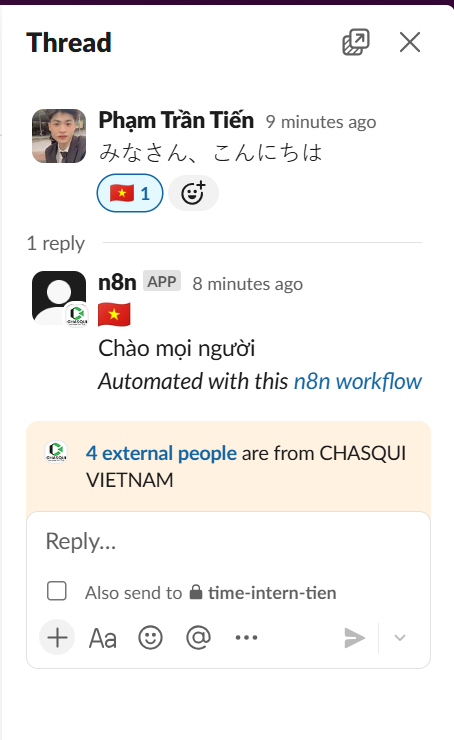 Thread
Phạm Trần Tiến 9 minutes ago
みなさん、こんにちは
🇻🇳 1
1 reply
n8n APP 8 minutes ago
🇻🇳
Chào mọi người
Automated with this n8n workflow
CHASQUI
4 external people are from CHASQUI
VIETNAM
Reply...
Also send to 🔒 time-intern-tien
Aa